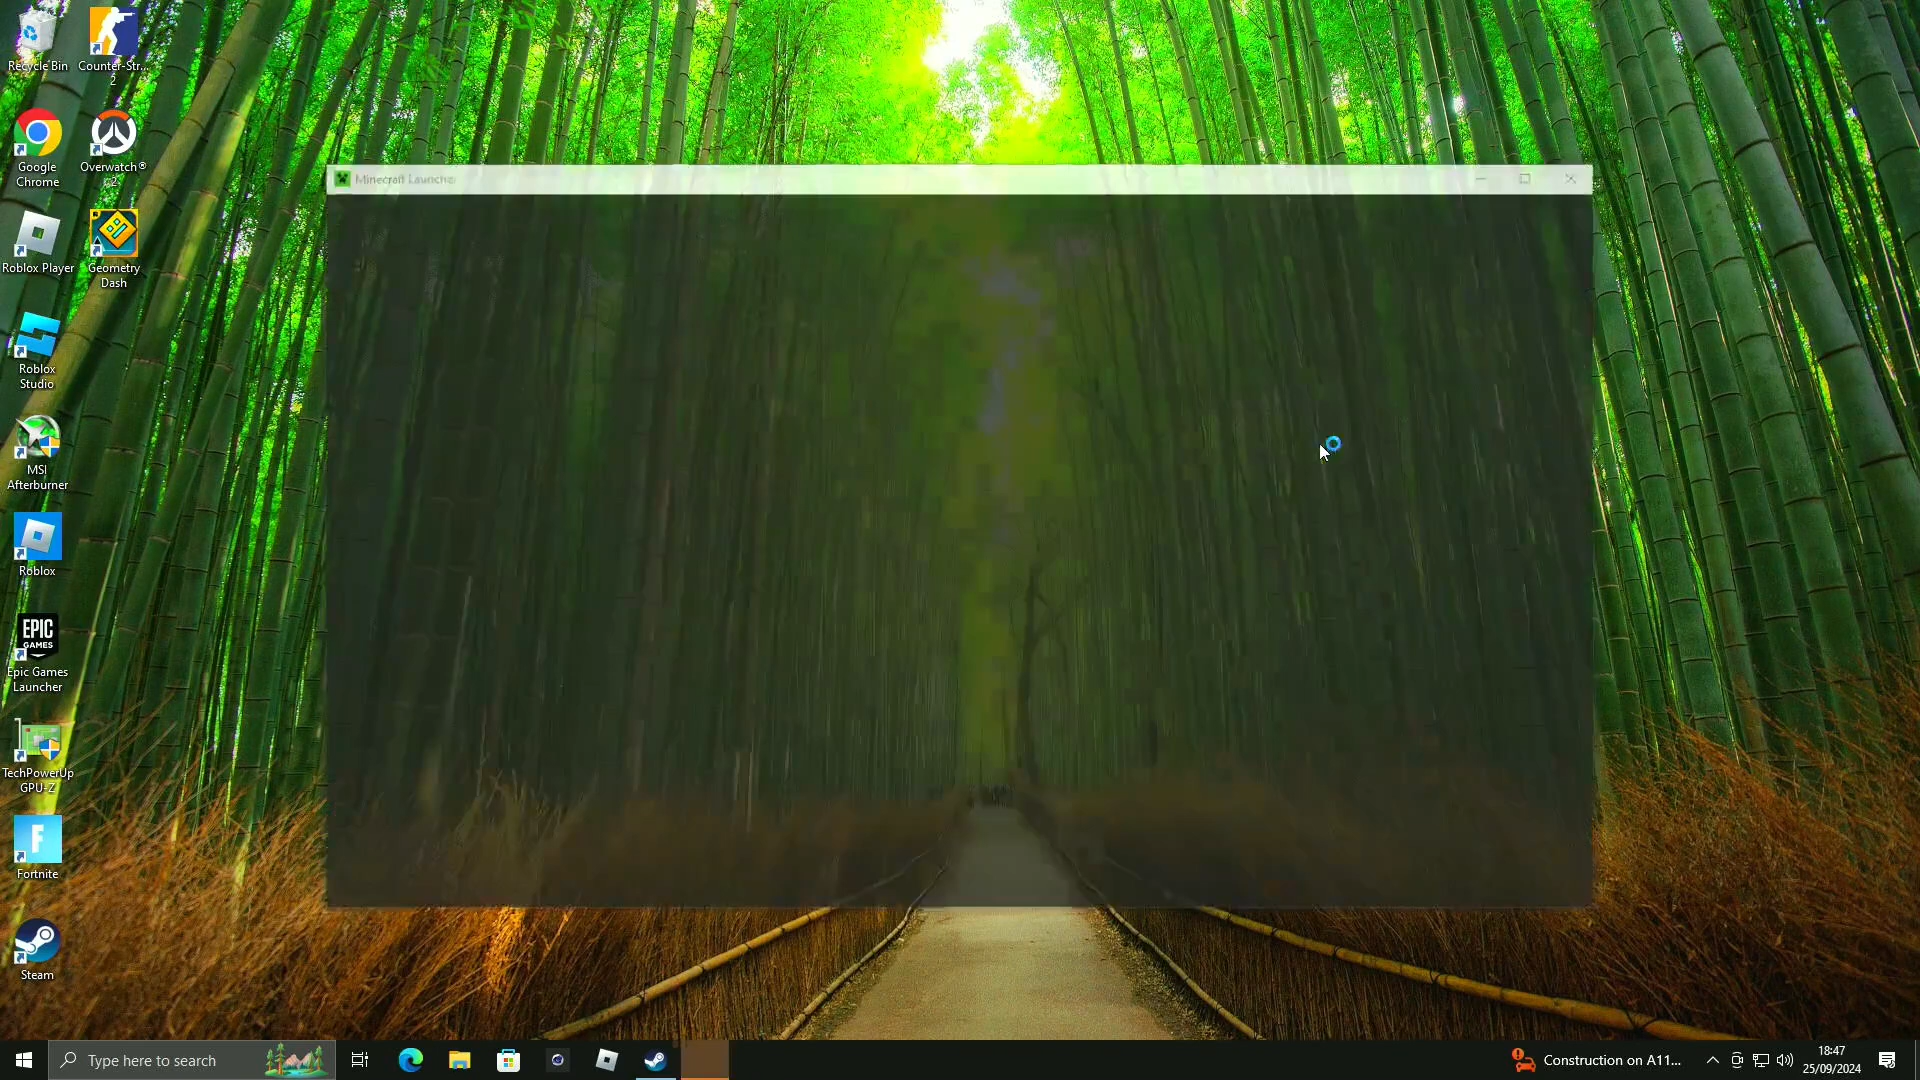 Recycle Bin
Counter-Str...
2
Google
Chrome
Overwatch®
2
Roblox Player
Geometry
Dash
Roblox
Studio
MSI
Afterburner
Roblox
EPIC
GAMES
Epic Games
Launcher
TechPowerUp
GPU-Z
F
Fortnite
Steam
Minecraft Launcher
Type here to search
Construction on A11...
18:47
25/09/2024